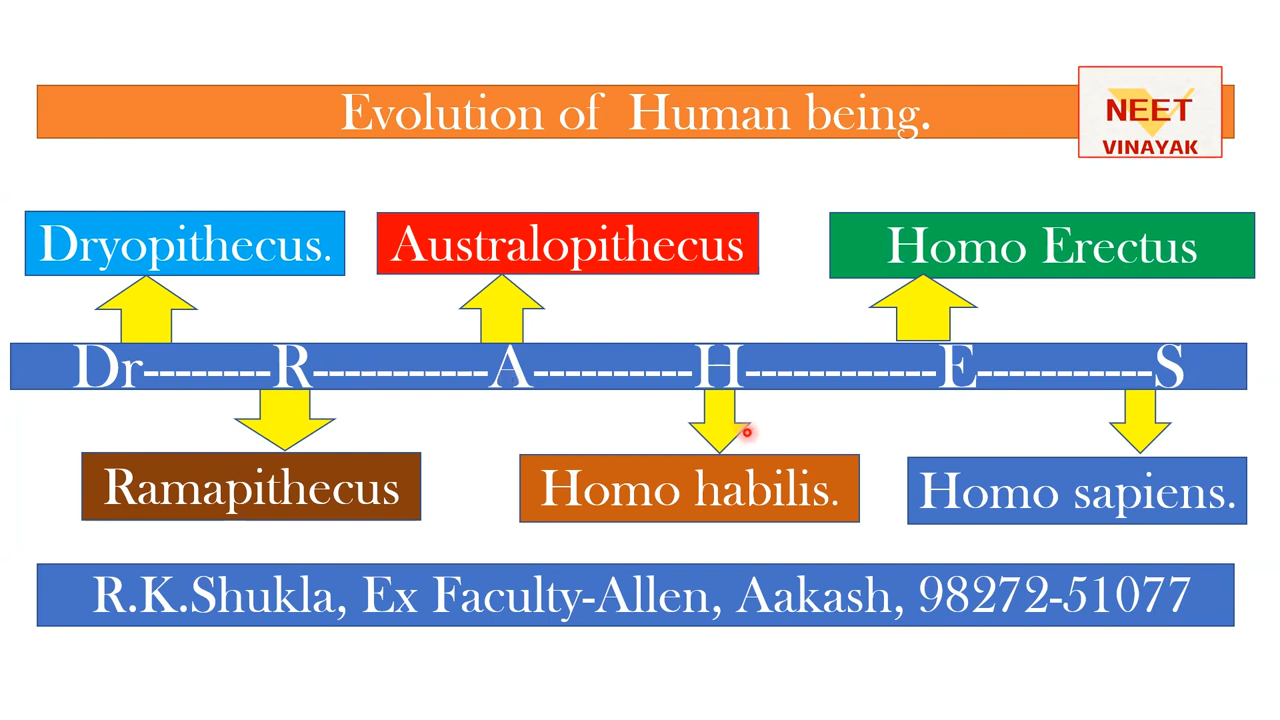 Evolution of Human being.
NEET
VINAYAK
Dryopithecus.
Australopithecus
Homo Erectus
Dr--------R-----------A----------H------------E-----------S
Ramapithecus
Homo habilis.
Homo sapiens.
R.K.Shukla, Ex Faculty-Allen, Aakash, 98272-51077